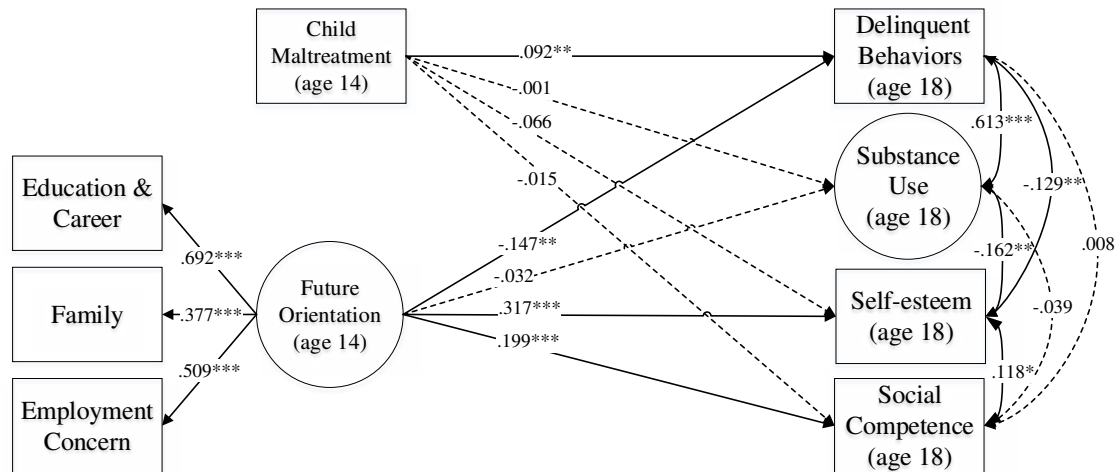 Child
Maltreatment
(age 14)
Delinquent
Behaviors
(age 18)
.092**
-.001
-.066
-.015
.613***
Substance
Use
(age 18)
-.129**
Education &
Career
.692***
-.147**
-.032
-.162**
.008
Family
.377***
Future
Orientation
(age 14)
.317***
.199***
Self-esteem
(age 18)
-.039
.509***
.118*
Employment
Concern
Social
Competence
(age 18)